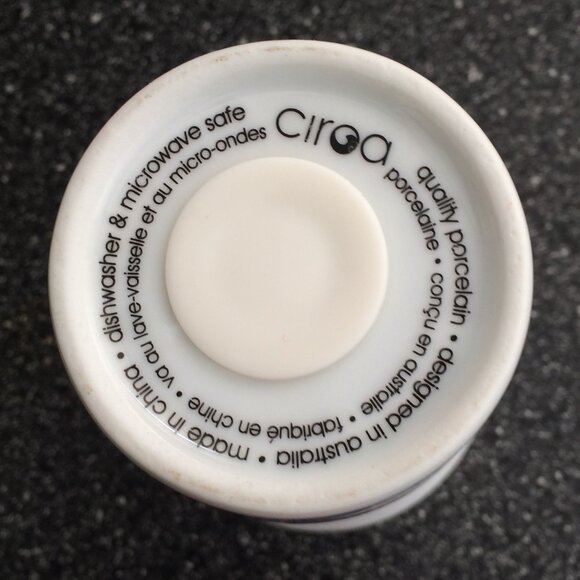 ciroa
quality porcelain • designed in australia • made in china • dishwasher & microwave safe
porcelaine • conçu en australie • fabriqué en chine • va au lave-vaisselle et au micro-ondes